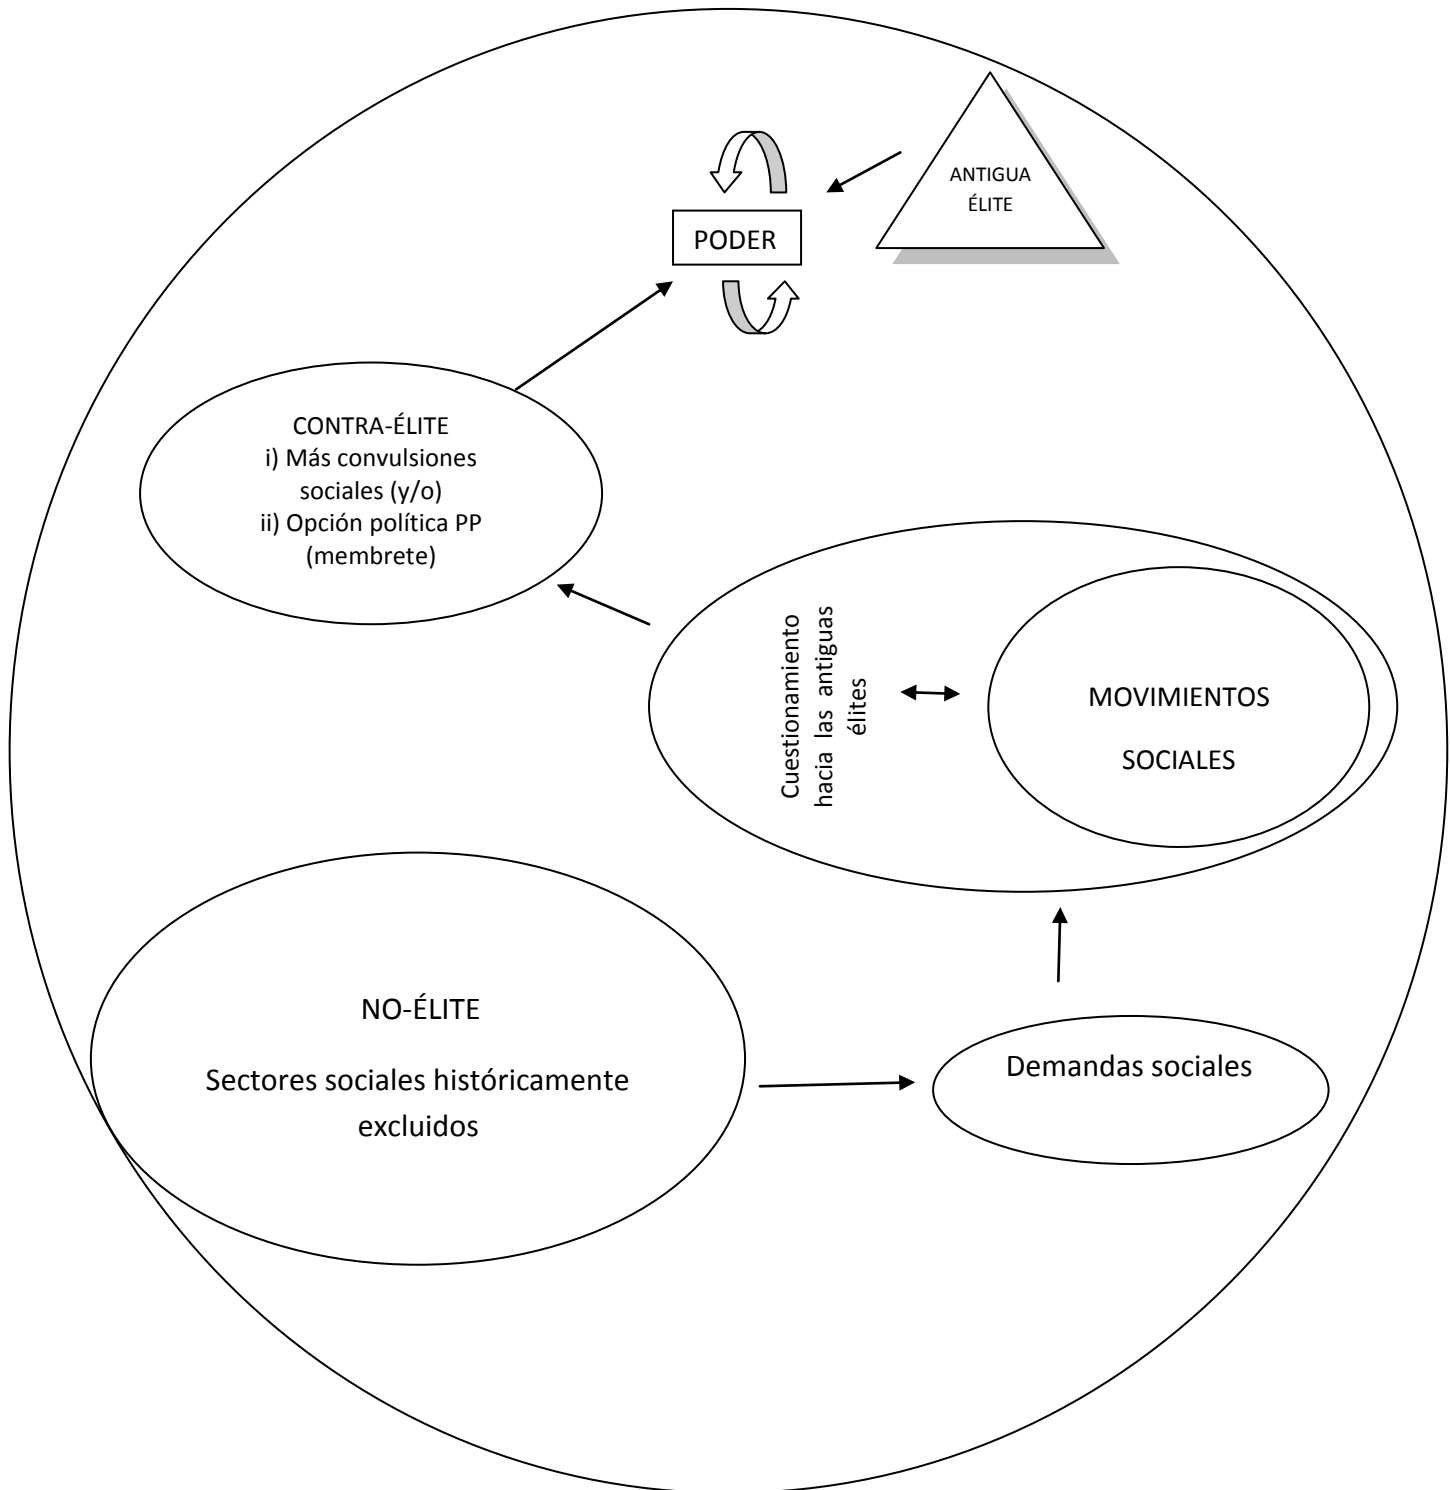 ANTIGUA
ÉLITE
PODER
CONTRA-ÉLITE
i) Más convulsiones
sociales (y/o)
ii) Opción política PP
(membrete)
Cuestionamiento
hacia las antiguas
élites
MOVIMIENTOS
SOCIALES
NO-ÉLITE
Sectores sociales históricamente
excluidos
Demandas sociales